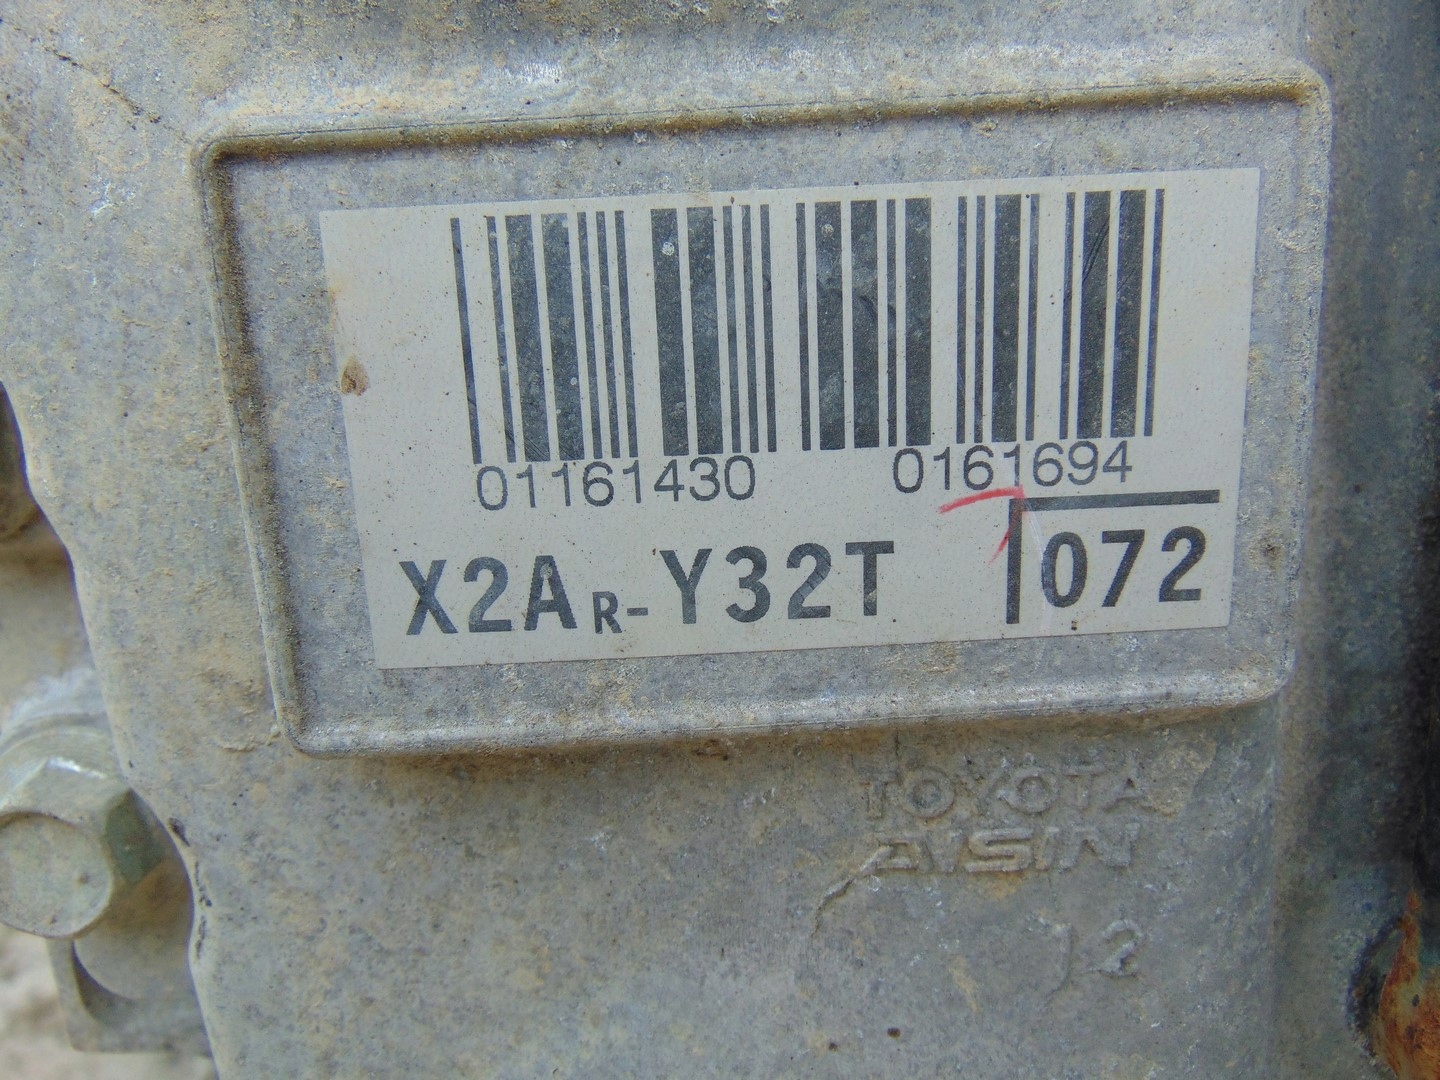 01161430 0161694
X2AR-Y32T 072
TOYOTA
AISIN